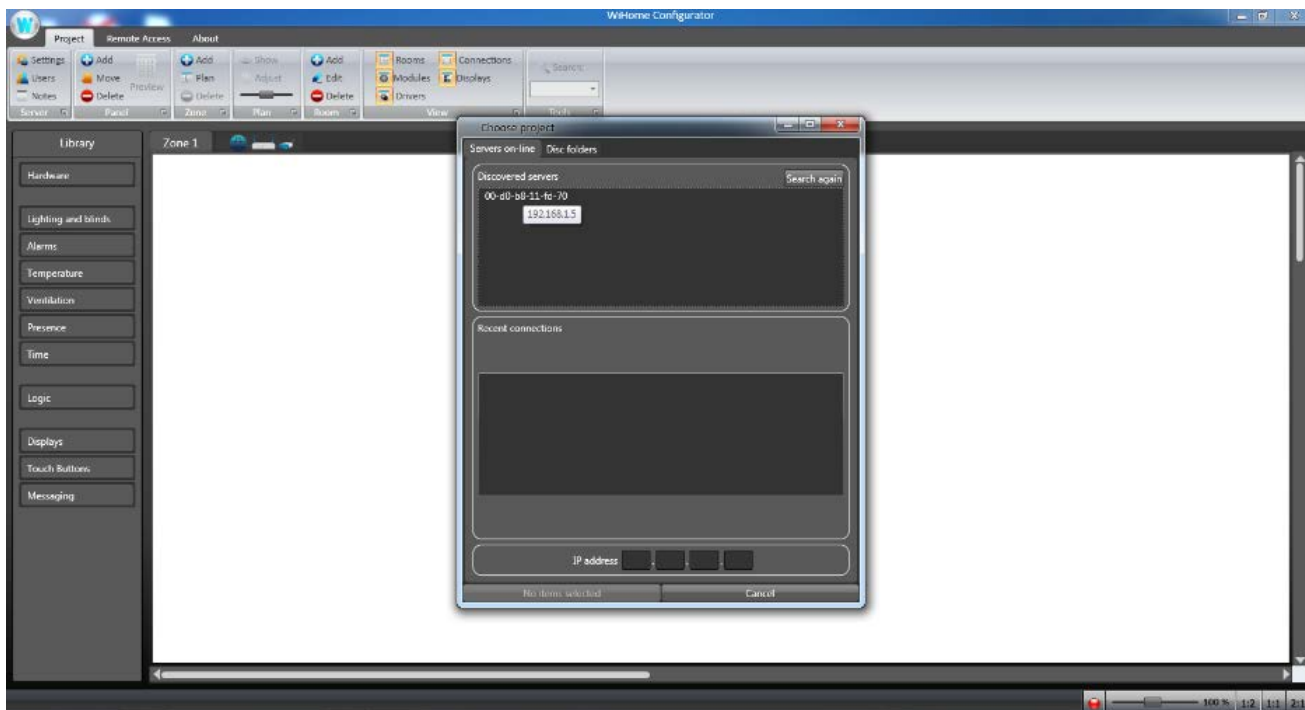 WiHome Configurator
W
Project Remote Access About
Settings Add Add Show Add Rooms Connections Search:
Users Move Preview Plan Adjust Edit Modules Displays
Notes Delete Delete Delete Drivers
Server Panel Zone Plan Room View Tools
Library
Zone 1
Hardware
Lighting and blinds
Alarms
Temperature
Ventilation
Presence
Time
Logic
Displays
Touch Buttons
Messaging
Choose project
Servers on-line Disc folders
Discovered servers Search again
00-d0-b8-11-fd-70
192.168.1.5
Recent connections
IP address . . .
No items selected Cancel
100 % 1:2 1:1 2:1